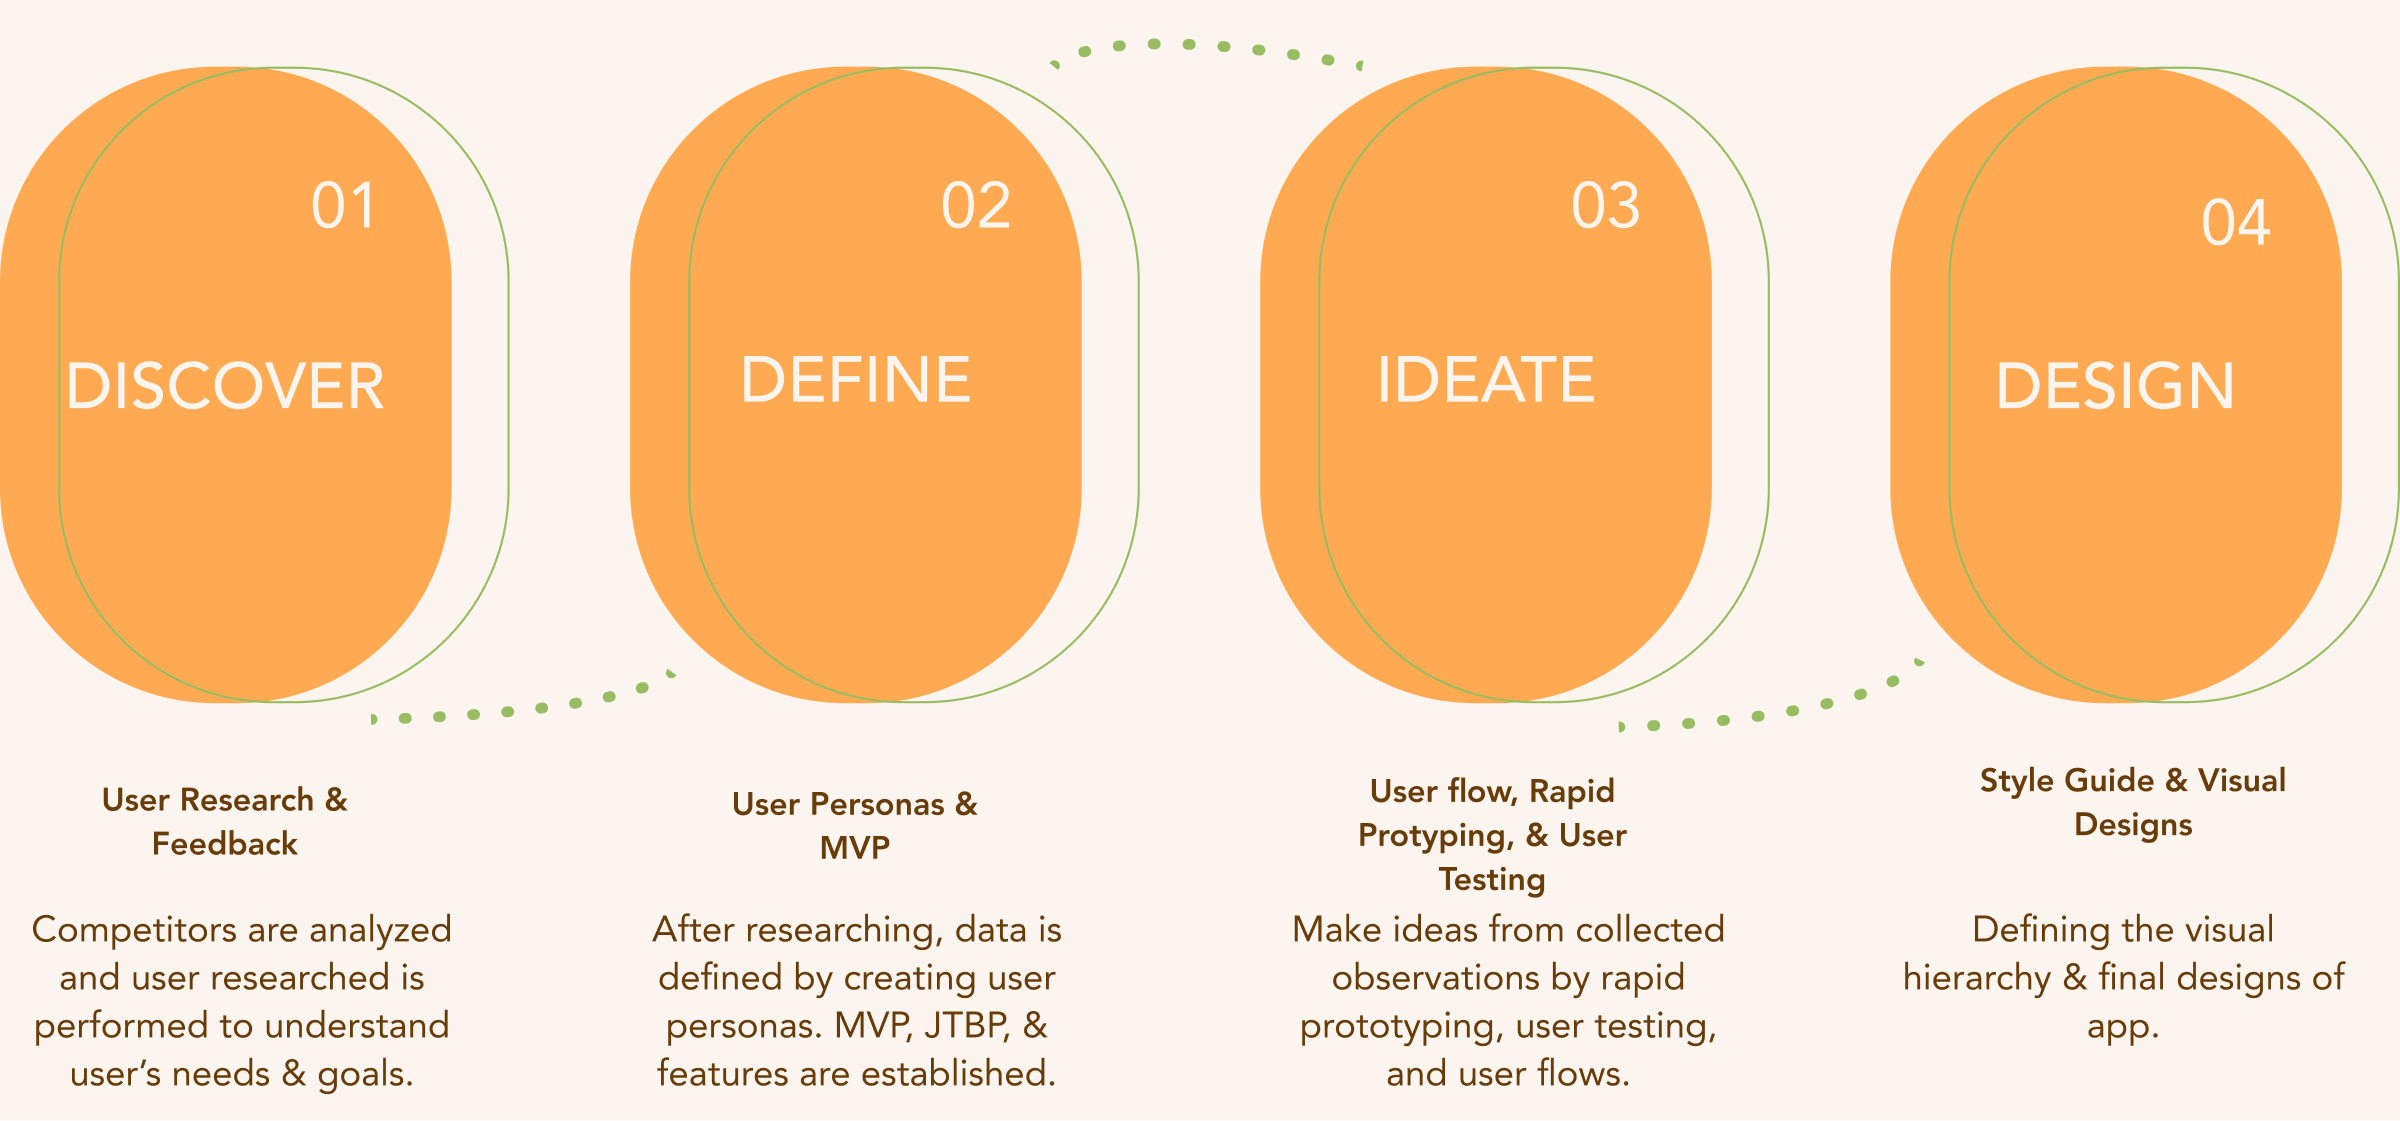 01
DISCOVER
User Research &
Feedback
Competitors are analyzed
and user researched is
performed to understand
user’s needs & goals.
02
DEFINE
User Personas &
MVP
After researching, data is
defined by creating user
personas. MVP, JTBP, &
features are established.
03
IDEATE
User flow, Rapid
Protyping, & User
Testing
Make ideas from collected
observations by rapid
prototyping, user testing,
and user flows.
04
DESIGN
Style Guide & Visual
Designs
Defining the visual
hierarchy & final designs of
app.